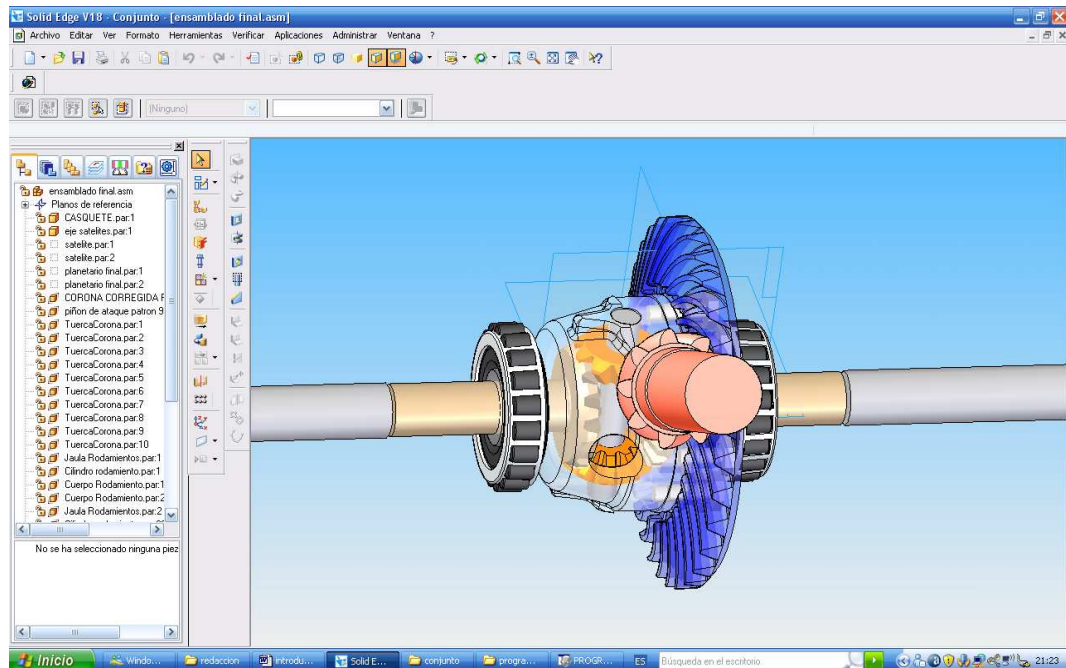 Solid Edge V18 - Conjunto - [ensamblado final.asm]
Archivo Editar Ver Formato Herramientas Verificar Aplicaciones Administrar Ventana ?
(Ninguno)
ensamblado final.asm
Planos de referencia
CASQUETE.par:1
eje satelites.par:1
satelite.par:1
satelite.par:2
planetario final.par:1
planetario final.par:2
CORONA CORREGIDA F
piñon de ataque patron 9
TuercaCorona.par:1
TuercaCorona.par:2
TuercaCorona.par:3
TuercaCorona.par:4
TuercaCorona.par:5
TuercaCorona.par:6
TuercaCorona.par:7
TuercaCorona.par:8
TuercaCorona.par:9
TuercaCorona.par:10
Jaula Rodamientos.par:1
Cilindro rodamiento.par:1
Cuerpo Rodamiento.par:1
Cuerpo Rodamiento.par:2
Jaula Rodamientos.par:2
No se ha seleccionado ninguna piez
Inicio Windo... redaccion introdu... Solid E... conjunto progra... PROGR... ES Búsqueda en el escritorio 21:23